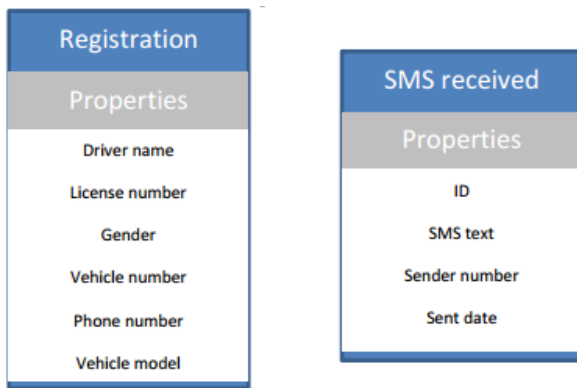 Registration
Properties
Driver name
License number
Gender
Vehicle number
Phone number
Vehicle model
SMS received
Properties
ID
SMS text
Sender number
Sent date